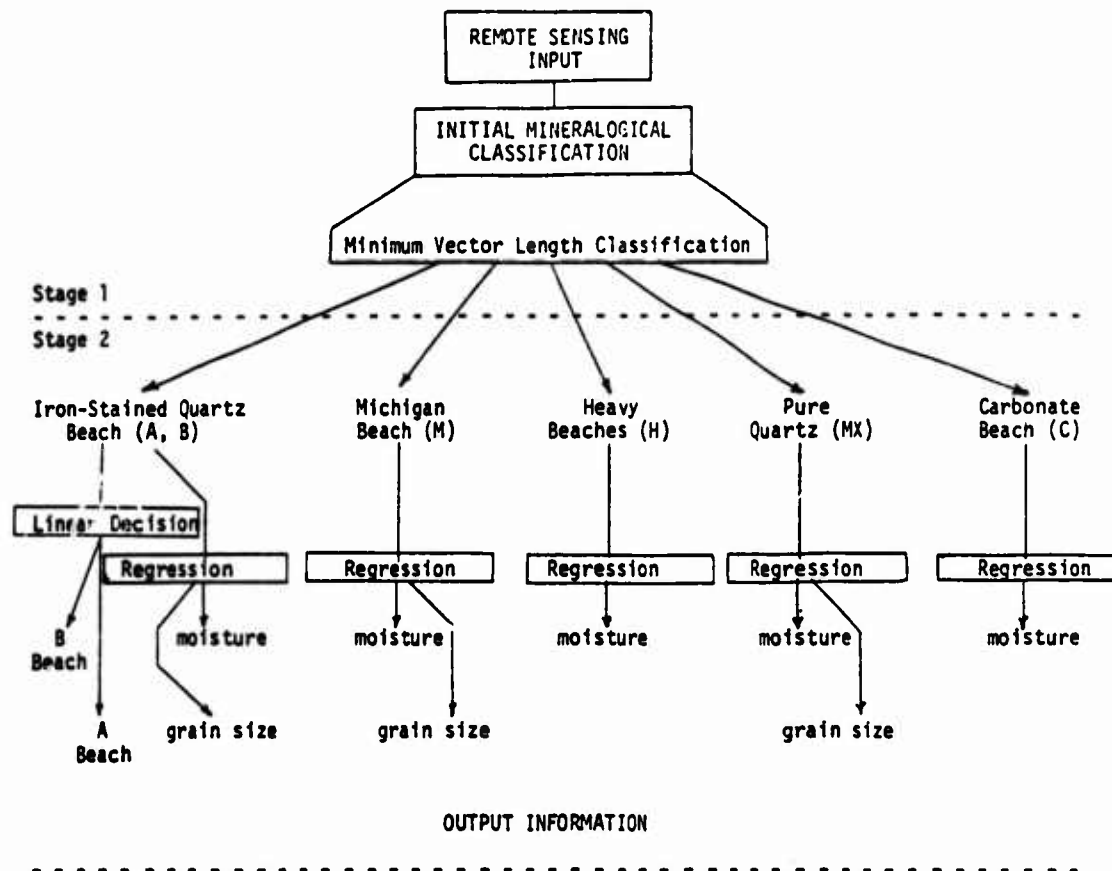 REMOTE SENSING
INPUT
INITIAL MINERALOGICAL
CLASSIFICATION
Minimum Vector Length Classification
Stage 1
Stage 2
Iron-Stained Quartz
Beach (A, B)
Michigan
Beach (M)
Heavy
Beaches (H)
Pure
Quartz (MX)
Carbonate
Beach (C)
Linear Decision
Regression
Regression
Regression
Regression
Regression
B
Beach
moisture
moisture
moisture
moisture
moisture
A
Beach
grain size
grain size
grain size
OUTPUT INFORMATION